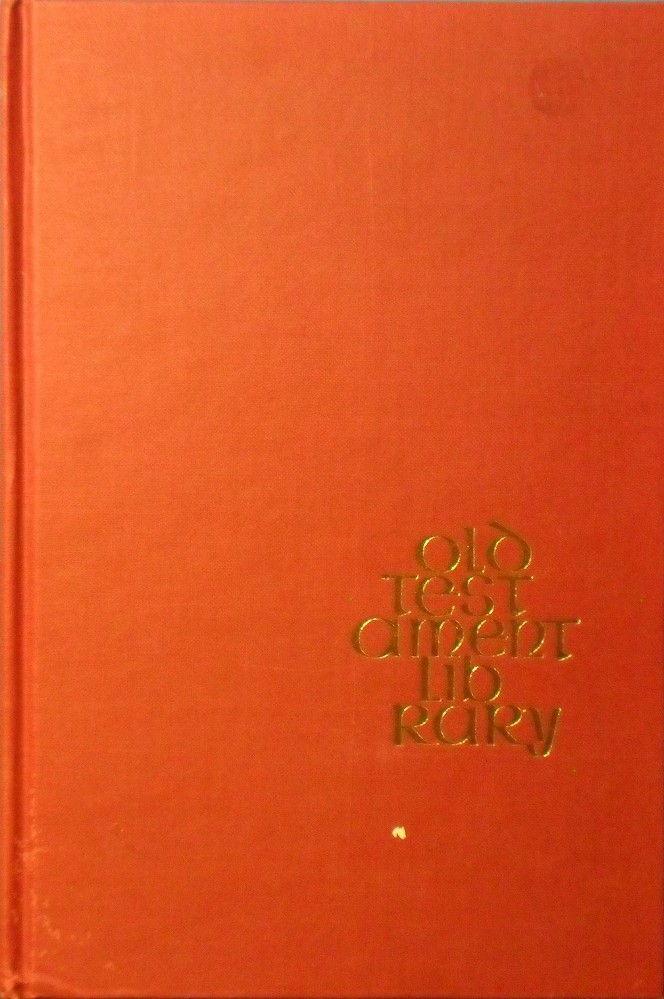 old
test
ament
lib
rary